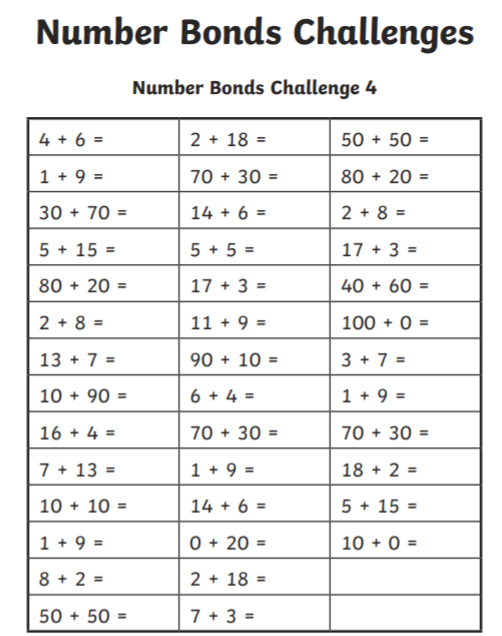 Number Bonds Challenges
Number Bonds Challenge 4
4 + 6 = 2 + 18 = 50 + 50 =
1 + 9 = 70 + 30 = 80 + 20 =
30 + 70 = 14 + 6 = 2 + 8 =
5 + 15 = 5 + 5 = 17 + 3 =
80 + 20 = 17 + 3 = 40 + 60 =
2 + 8 = 11 + 9 = 100 + 0 =
13 + 7 = 90 + 10 = 3 + 7 =
10 + 90 = 6 + 4 = 1 + 9 =
16 + 4 = 70 + 30 = 70 + 30 =
7 + 13 = 1 + 9 = 18 + 2 =
10 + 10 = 14 + 6 = 5 + 15 =
1 + 9 = 0 + 20 = 10 + 0 =
8 + 2 = 2 + 18 =
50 + 50 = 7 + 3 =